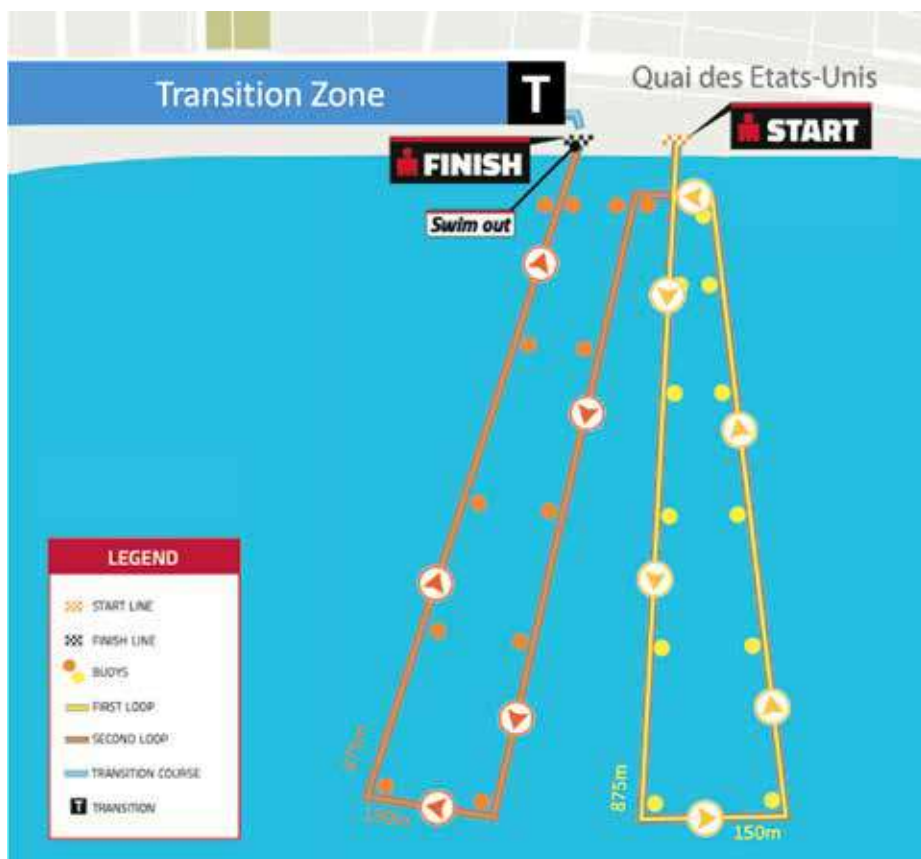 Transition Zone
T
Quai des Etats-Unis
START
FINISH
Swim out
LEGEND
START LINE
FINISH LINE
BUOYS
FIRST LOOP
SECOND LOOP
TRANSITION COURSE
T TRANSITION
875m
150m
875m
150m